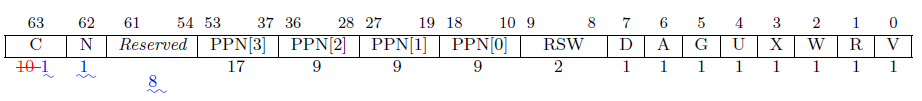 63 62 61 54 53 37 36 28 27 19 18 10 9 8 7 6 5 4 3 2 1 0
C N Reserved PPN[3] PPN[2] PPN[1] PPN[0] RSW D A G U X W R V
10 1 1 17 9 9 9 2 1 1 1 1 1 1 1 1
8